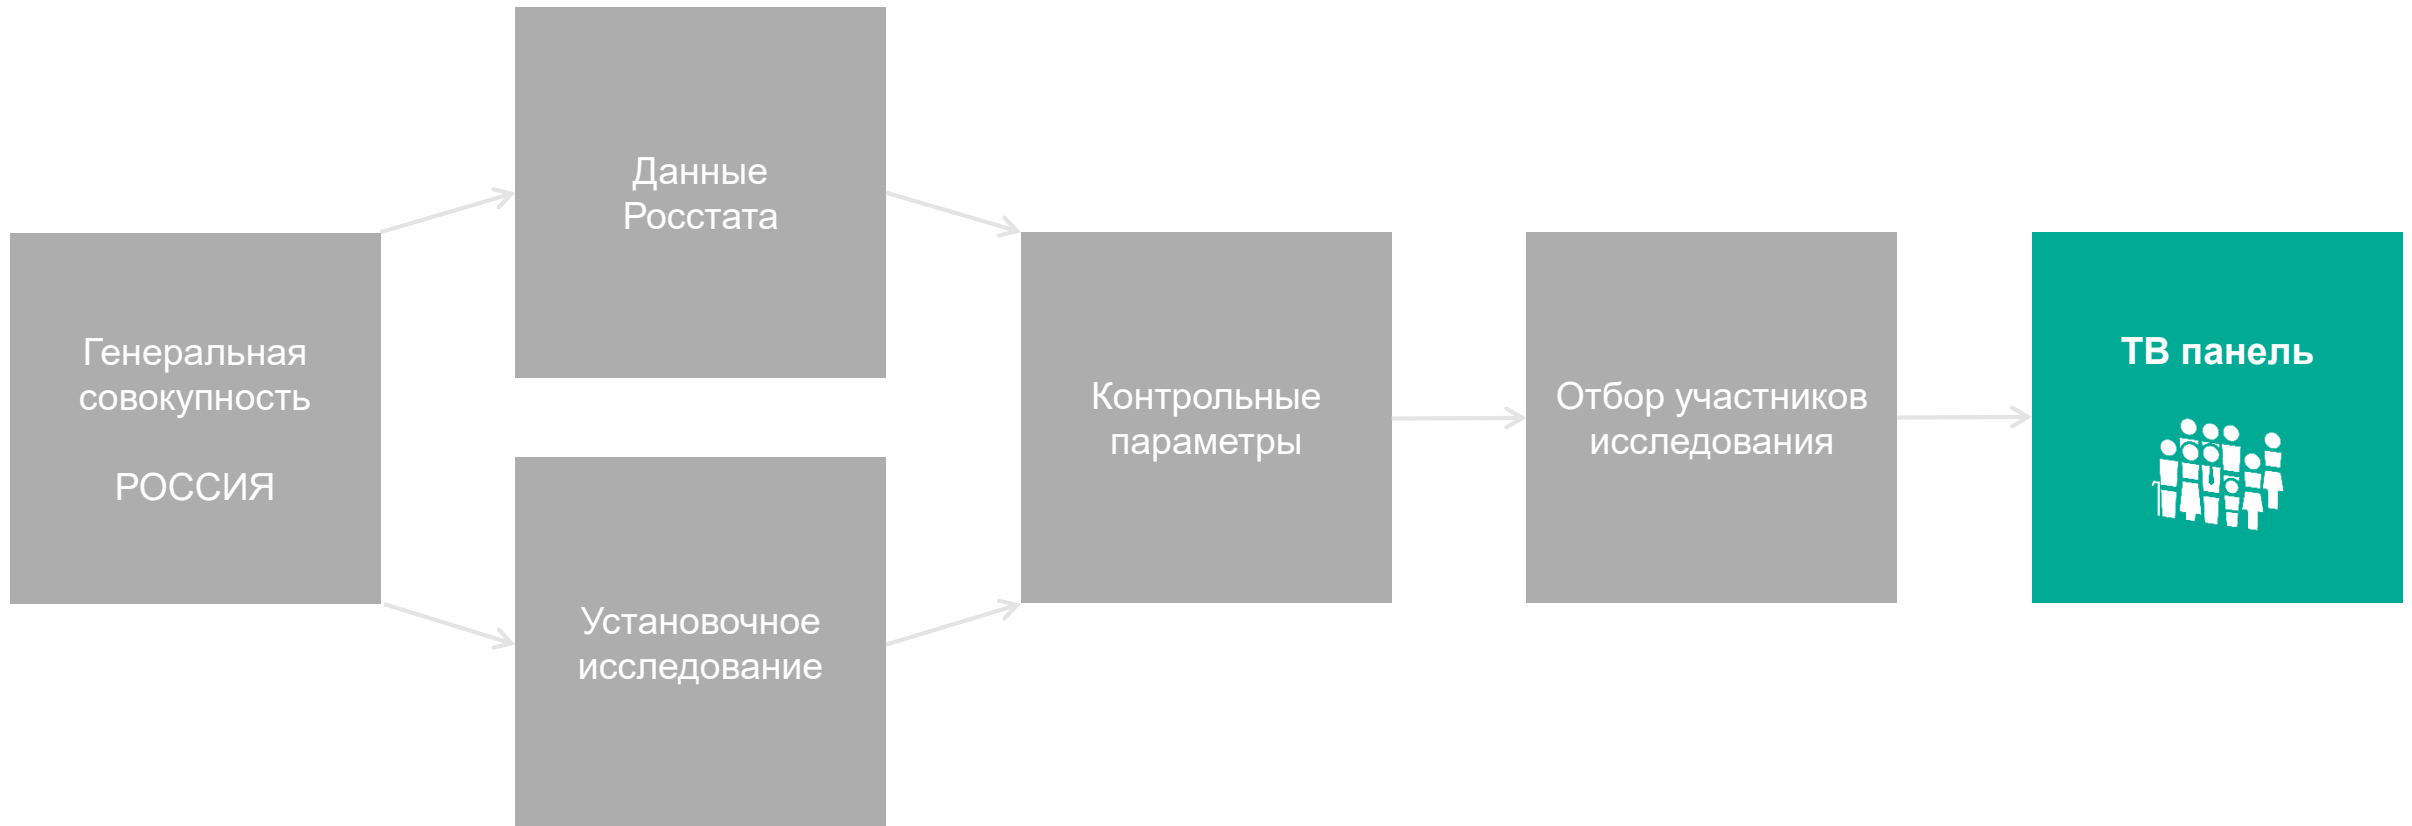 Генеральная
совокупность
РОССИЯ
Данные
Росстата
Установочное
исследование
Контрольные
параметры
Отбор участников
исследования
ТВ панель